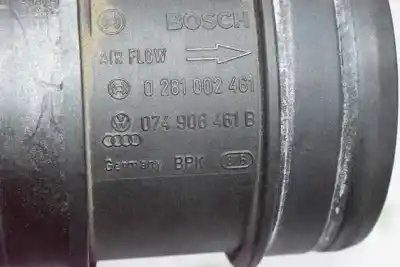 BOSCH
AIR FLOW
0 281 002 461
074 906 461 B
Germany BPK